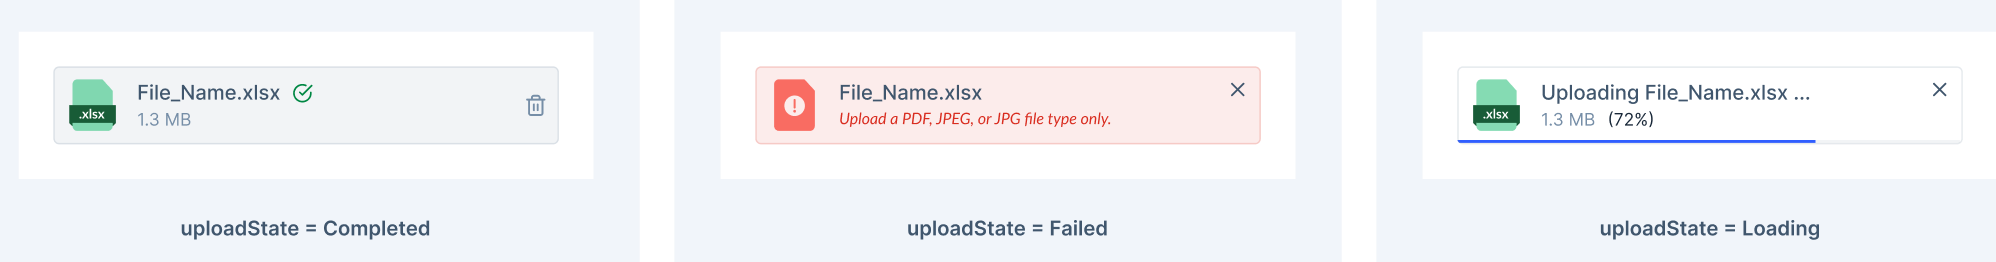 .xlsx
File_Name.xlsx
1.3 MB
uploadState = Completed
File_Name.xlsx
Upload a PDF, JPEG, or JPG file type only.
uploadState = Failed
.xlsx
Uploading File_Name.xlsx ...
1.3 MB (72%)
uploadState = Loading